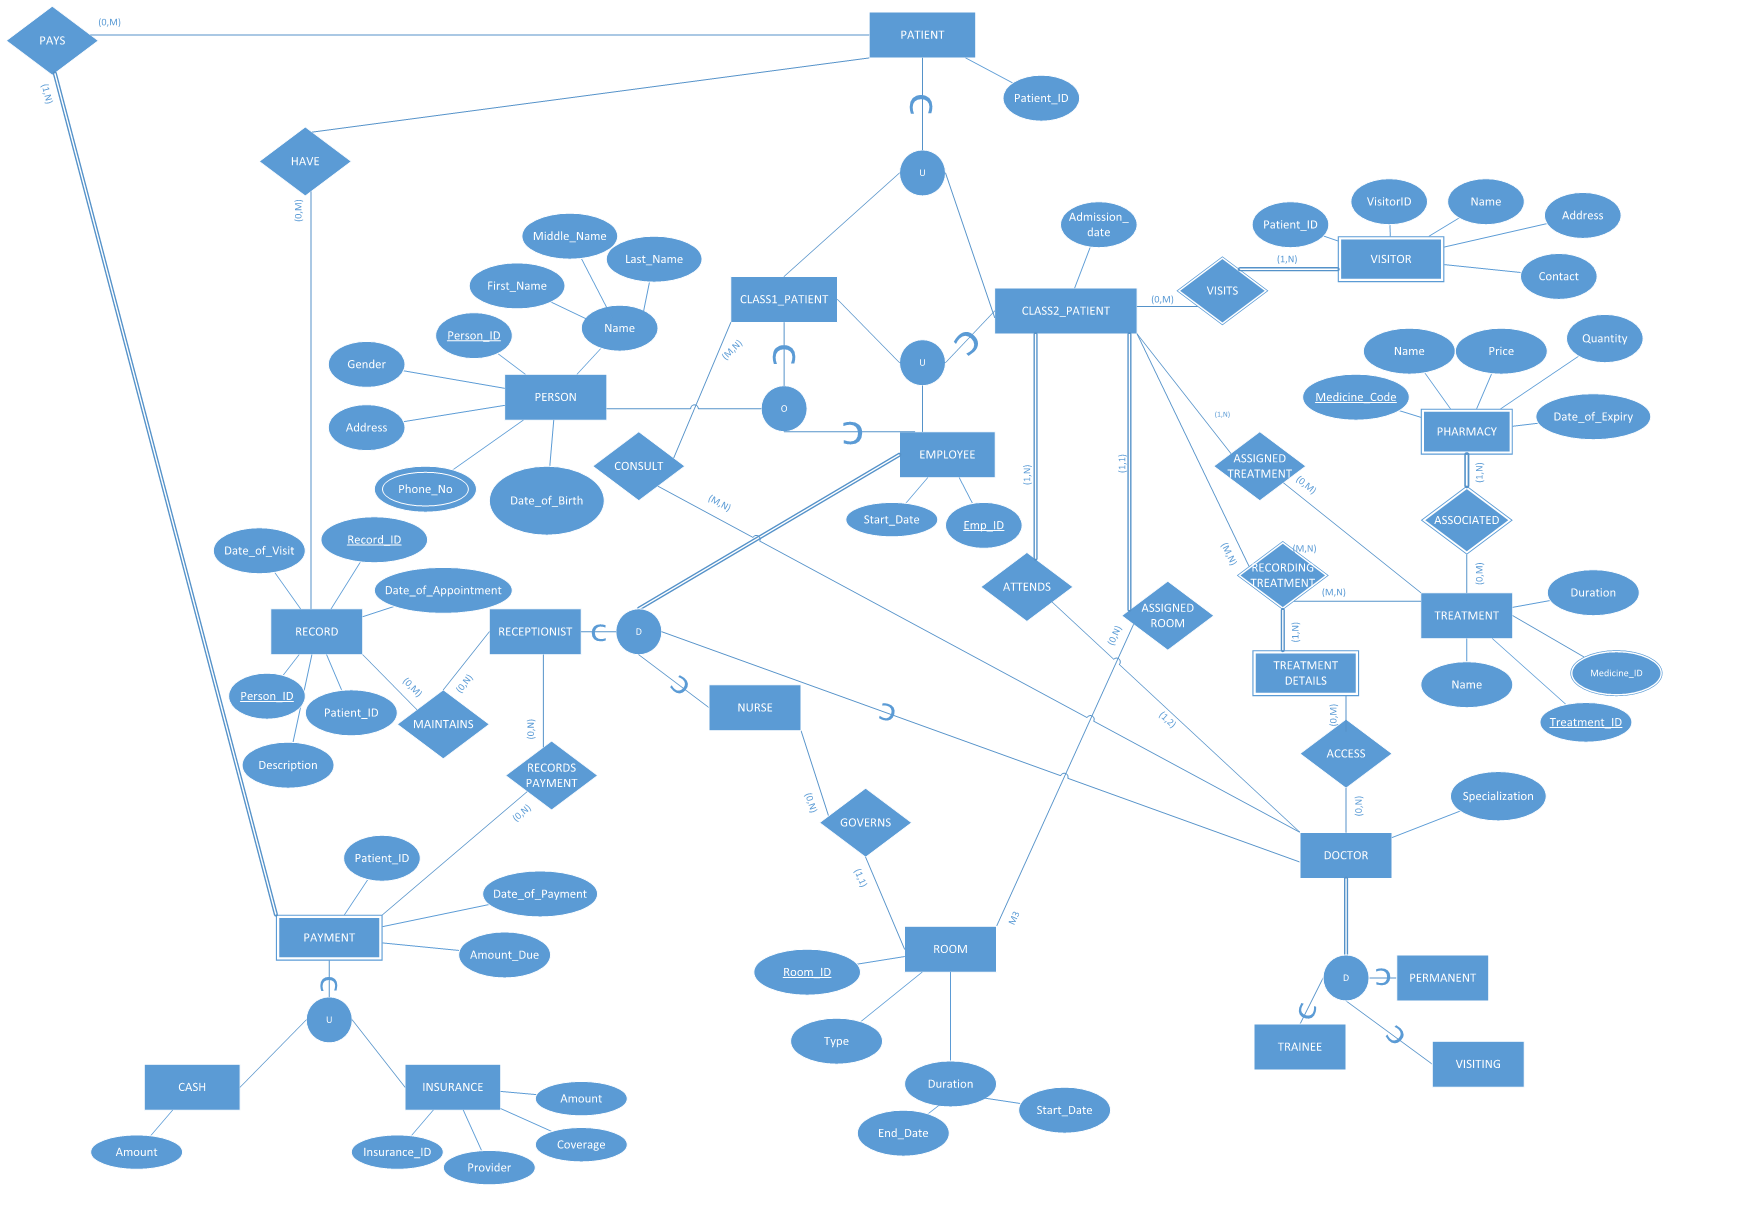 (0,M)
PAYS
PATIENT
(1,N)
Patient_ID
U
HAVE
(0,M)
Admission_
date
VisitorID
Name
Address
Patient_ID
Middle_Name
Last_Name
VISITOR
(1,N)
Contact
First_Name
CLASS1_PATIENT
VISITS
(0,M)
CLASS2_PATIENT
Name
Person_ID
(M,N)
Quantity
Name
Price
Gender
U
PERSON
O
Medicine_Code
Date_of_Expiry
(1,N)
Address
PHARMACY
EMPLOYEE
CONSULT
(1,N)
(1,1)
ASSIGNED
TREATMENT
(1,N)
(0,M)
Phone_No
Date_of_Birth
(M,N)
Start_Date
Emp_ID
ASSOCIATED
Date_of_Visit
Record_ID
(M,N)
(M,N)
RECORDING
TREATMENT
(0,M)
Date_of_Appointment
ATTENDS
(M,N)
Duration
ASSIGNED
ROOM
TREATMENT
RECORD
RECEPTIONIST
D
(0,N)
(1,N)
TREATMENT
DETAILS
Medicine_ID
Name
(0,M)
(0,N)
Person_ID
Patient_ID
NURSE
(1,2)
(0,M)
Treatment_ID
MAINTAINS
(0,N)
ACCESS
Description
RECORDS
PAYMENT
(0,N)
Specialization
(0,N)
(0,N)
GOVERNS
Patient_ID
DOCTOR
(1,1)
Date_of_Payment
M3
PAYMENT
ROOM
Amount_Due
Room_ID
D
PERMANENT
U
Type
TRAINEE
VISITING
CASH
INSURANCE
Duration
Amount
Start_Date
End_Date
Amount
Insurance_ID
Coverage
Provider